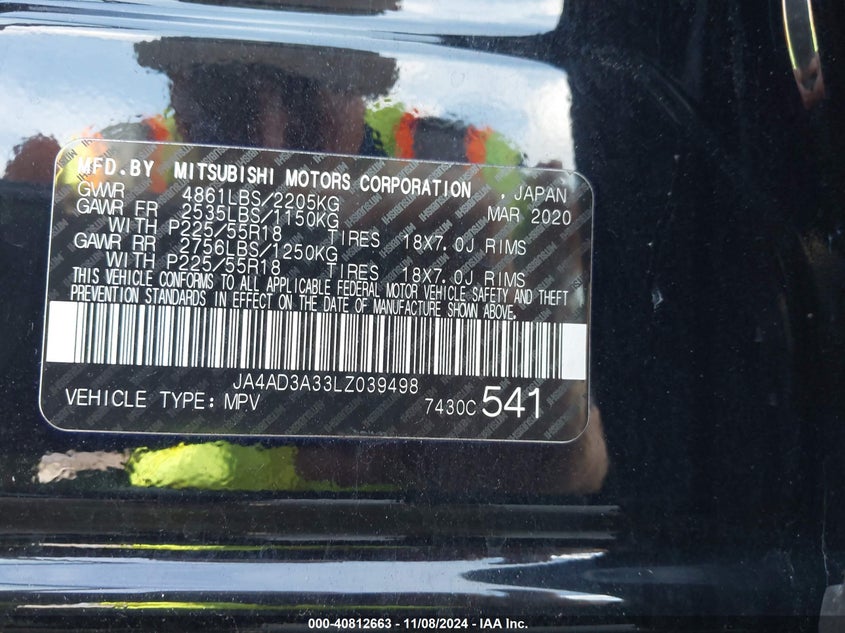 MFD.BY MITSUBISHI MOTORS CORPORATION , JAPAN
GVWR 4861LBS/2205KG MAR 2020
GAWR FR 2535LBS/1150KG
WITH P225/55R18 TIRES 18X7.0J RIMS
GAWR RR 2756LBS/1250KG
WITH P225/55R18 TIRES 18X7.0J RIMS
THIS VEHICLE CONFORMS TO ALL APPLICABLE FEDERAL MOTOR VEHICLE SAFETY AND THEFT
PREVENTION STANDARDS IN EFFECT ON THE DATE OF MANUFACTURE SHOWN ABOVE.
JA4AD3A33LZ039498
VEHICLE TYPE: MPV 7430C 541
000-40812663 - 11/08/2024 - IAA Inc.